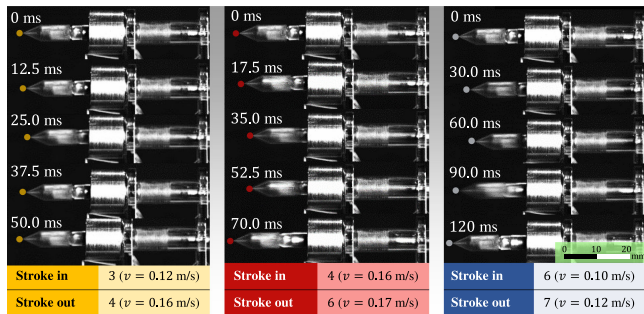 0 ms
12.5 ms
25.0 ms
37.5 ms
50.0 ms
Stroke in 3 (v = 0.12 m/s)
Stroke out 4 (v = 0.16 m/s)
0 ms
17.5 ms
35.0 ms
52.5 ms
70.0 ms
Stroke in 4 (v = 0.16 m/s)
Stroke out 6 (v = 0.17 m/s)
0 ms
30.0 ms
60.0 ms
90.0 ms
120 ms
0 10 20
mm
Stroke in 6 (v = 0.10 m/s)
Stroke out 7 (v = 0.12 m/s)